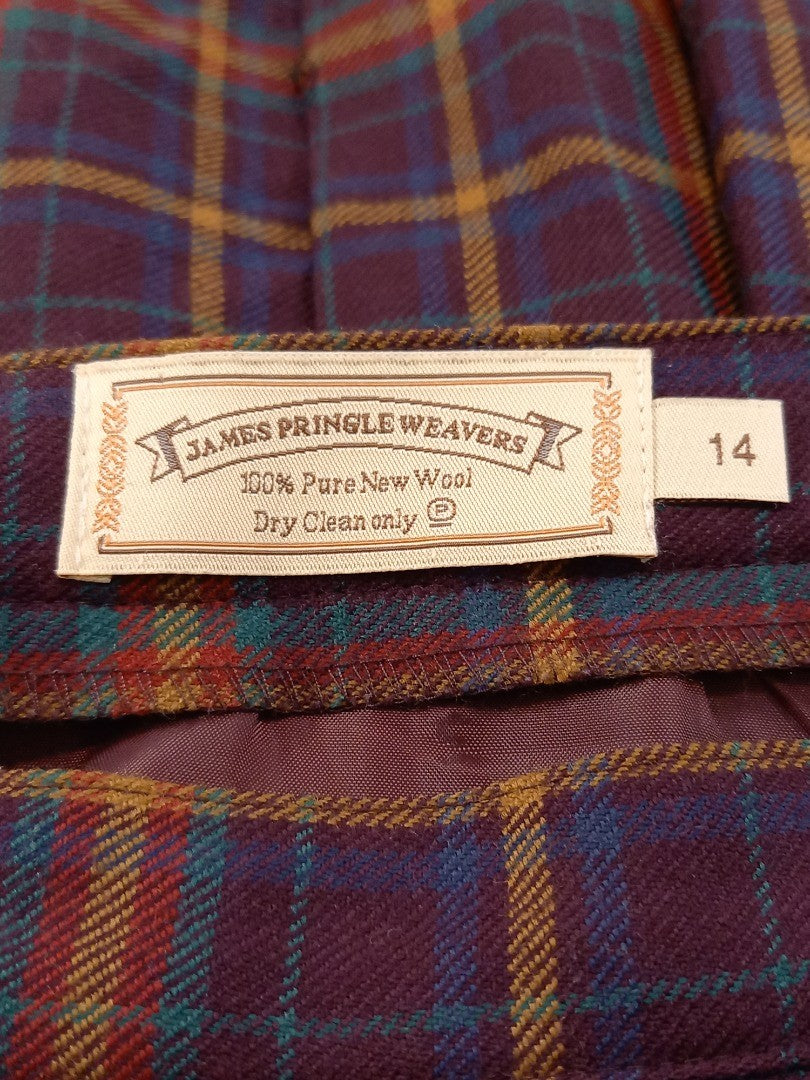 JAMES PRINGLE WEAVERS
100% Pure New Wool
Dry Clean only Ⓟ
14